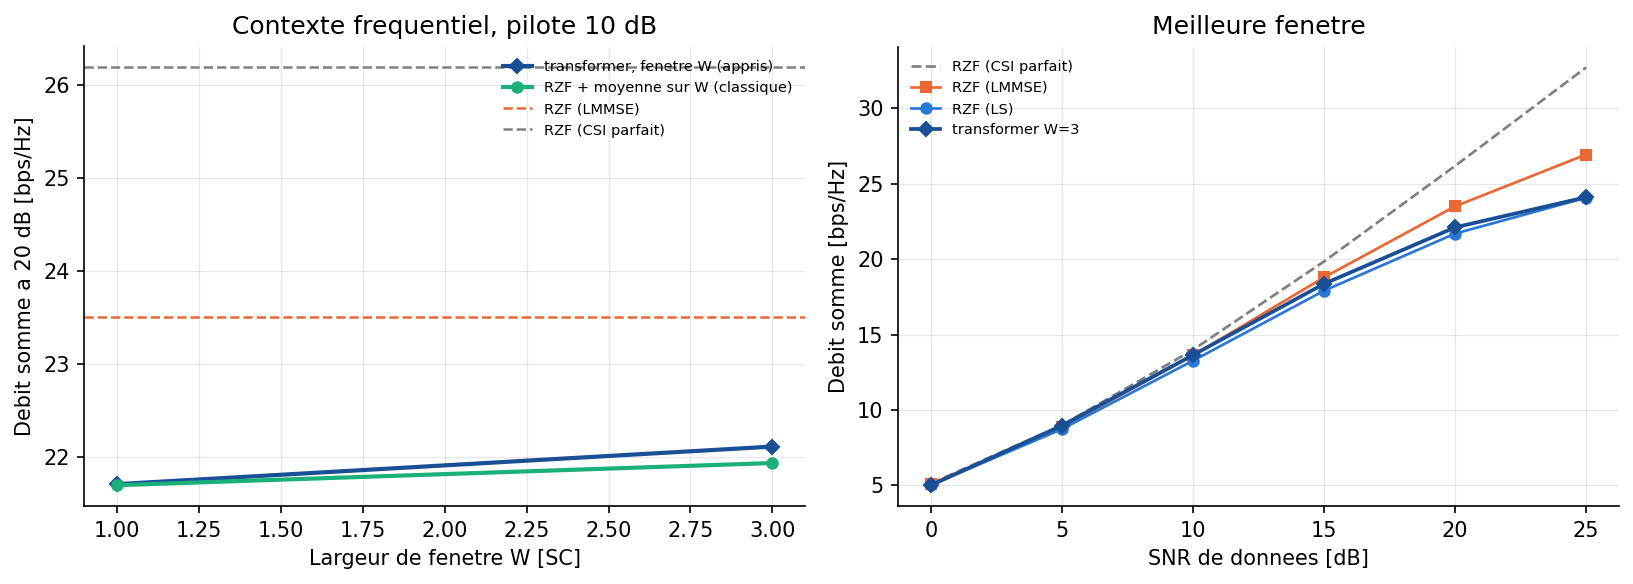 Contexte frequentiel, pilote 10 dB
transformer, fenetre W (appris)
RZF + moyenne sur W (classique)
RZF (LMMSE)
RZF (CSI parfait)
Debit somme a 20 dB [bps/Hz]
26
25
24
23
22
1.00 1.25 1.50 1.75 2.00 2.25 2.50 2.75 3.00
Largeur de fenetre W [SC]
Meilleure fenetre
RZF (CSI parfait)
RZF (LMMSE)
RZF (LS)
transformer W=3
Debit somme [bps/Hz]
30
25
20
15
10
5
0 5 10 15 20 25
SNR de donnees [dB]